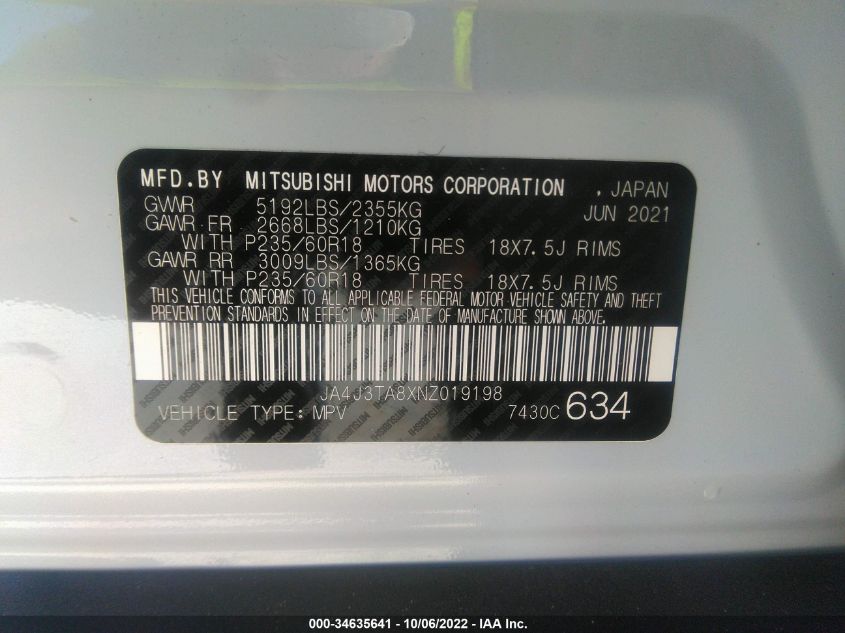 MFD.BY MITSUBISHI MOTORS CORPORATION , JAPAN
GVWR 5192LBS/2355KG JUN 2021
GAWR FR 2668LBS/1210KG
WITH P235/60R18 TIRES 18X7.5J RIMS
GAWR RR 3009LBS/1365KG
WITH P235/60R18 TIRES 18X7.5J RIMS
THIS VEHICLE CONFORMS TO ALL APPLICABLE FEDERAL MOTOR VEHICLE SAFETY AND THEFT
PREVENTION STANDARDS IN EFFECT ON THE DATE OF MANUFACTURE SHOWN ABOVE.
JA4J3TA8XNZ019198
VEHICLE TYPE: MPV 7430C 634
000-34635641 - 10/06/2022 - IAA Inc.